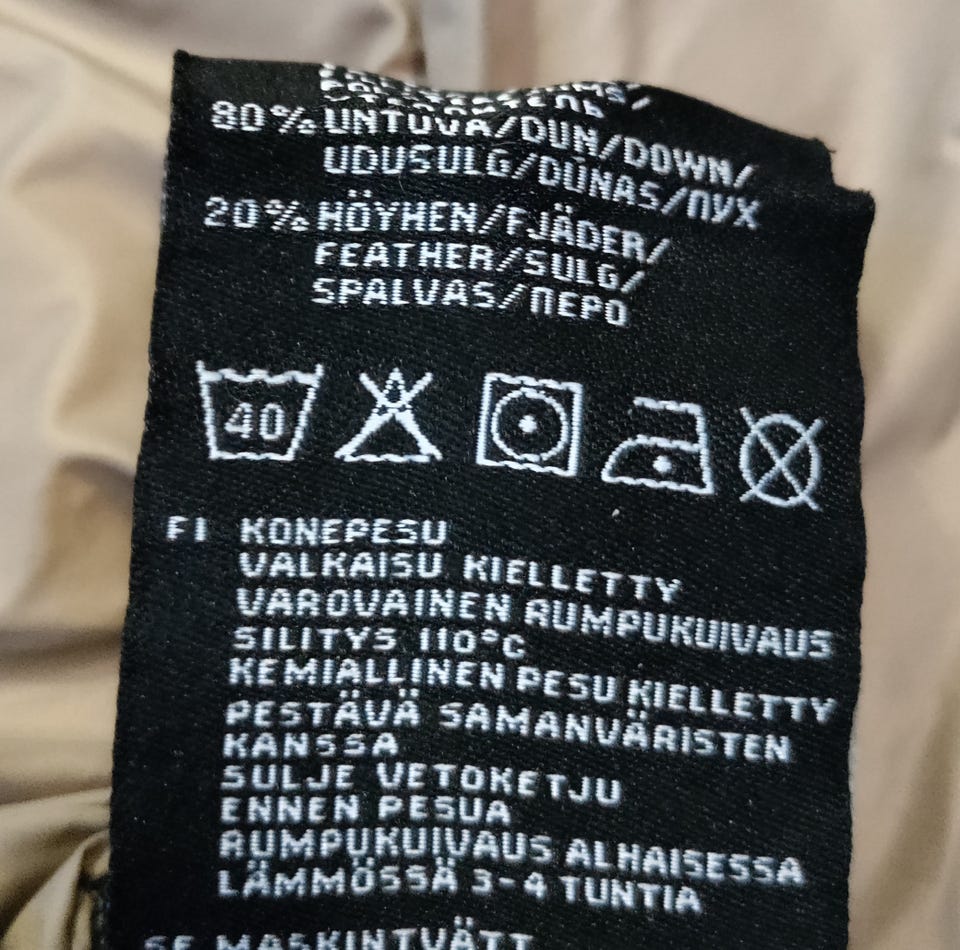 80% UNTUVA/DUN/DOWN/
UDUSULG/DŪNAS/ПУХ
20% HÖYHEN/FJÄDER/
FEATHER/SULG/
SPALVAS/ПЕРО
40
FI KONEPESU
VALKAISU KIELLETTY
VAROVAINEN RUMPUKUIVAUS
SILITYS 110°C
KEMIALLINEN PESU KIELLETTY
PESTÄVÄ SAMANVÄRISTEN
KANSSA
SULJE VETOKETJU
ENNEN PESUA
RUMPUKUIVAUS ALHAISESSA
LÄMMÖSSÄ 3-4 TUNTIA
SE MASKINTVÄTT